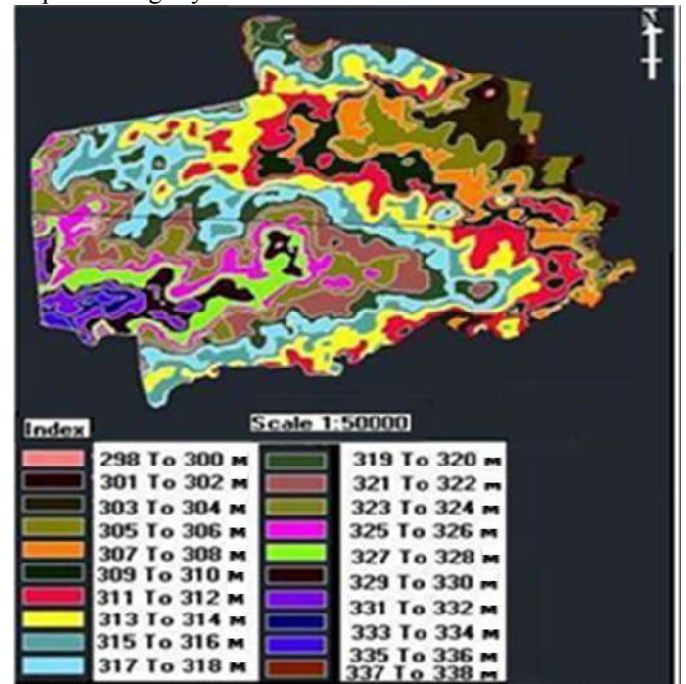 N
Index
Scale 1:50000
298 To 300 M
301 To 302 M
303 To 304 M
305 To 306 M
307 To 308 M
309 To 310 M
311 To 312 M
313 To 314 M
315 To 316 M
317 To 318 M
319 To 320 M
321 To 322 M
323 To 324 M
325 To 326 M
327 To 328 M
329 To 330 M
331 To 332 M
333 To 334 M
335 To 336 M
337 To 338 M